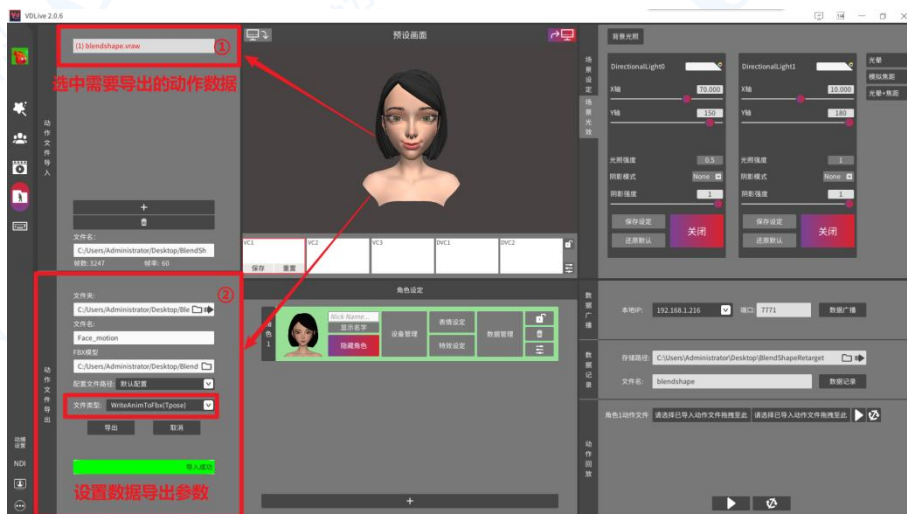 VDLive 2.0.6
(1) blendshape.vraw
①
选中需要导出的动作数据
动作文件导入
+
文件名:
C:/Users/Administrator/Desktop/BlendSh
帧数: 3247 帧率: 60
②
文件夹:
C:/Users/Administrator/Desktop/Ble
文件名:
Face_motion
FBX模型
C:/Users/Administrator/Desktop/Blend
配置文件路径: 默认配置
文件类型: WriteAnimToFbx(Tpose)
导出 取消
导入成功
设置数据导出参数
动作文件导出
动捕设置
NDI
预设画面
VC1 VC2 VC3 DVC1 DVC2
保存 重置
角色设定
角色1
Nick Name...
显示名字
隐藏角色
设备管理
表情设定
特效设定
数据管理
+
场景设定
场景光效
背景光照
DirectionalLight0 DirectionalLight1
X轴 70.000 X轴 10.000
Y轴 150 Y轴 180
光照强度 0.5 光照强度 1
阴影模式 None 阴影模式 None
阴影强度 1 阴影强度 1
保存设定 关闭 保存设定 关闭
还原默认 还原默认
光晕
模拟焦距
光晕+焦距
数据广播
本地IP: 192.168.1.216 端口: 7771 数据广播
数据记录
存储路径: C:\Users\Administrator\Desktop\BlendShapeRetarget
文件名: blendshape 数据记录
动作回放
角色1动作文件 请选择已导入动作文件拖拽至此 请选择已导入动作文件拖拽至此